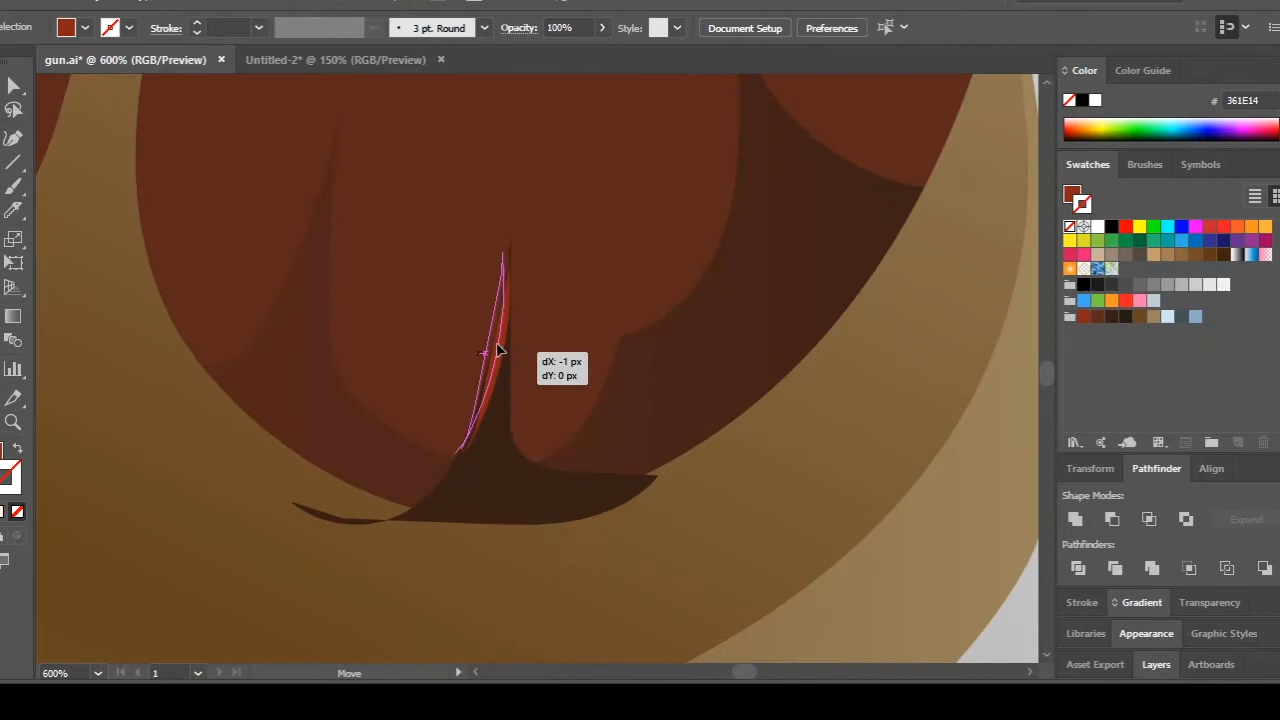 election
Stroke:
3 pt. Round
Opacity: 100%
Style:
Document Setup
Preferences
gun.ai* @ 600% (RGB/Preview)
Untitled-2* @ 150% (RGB/Preview)
Color
Color Guide
# 361E14
Swatches
Brushes
Symbols
dX: -1 px
dY: 0 px
Transform
Pathfinder
Align
Shape Modes:
Expand
Pathfinders:
Stroke
Gradient
Transparency
Libraries
Appearance
Graphic Styles
600%
1
Move
Asset Export
Layers
Artboards